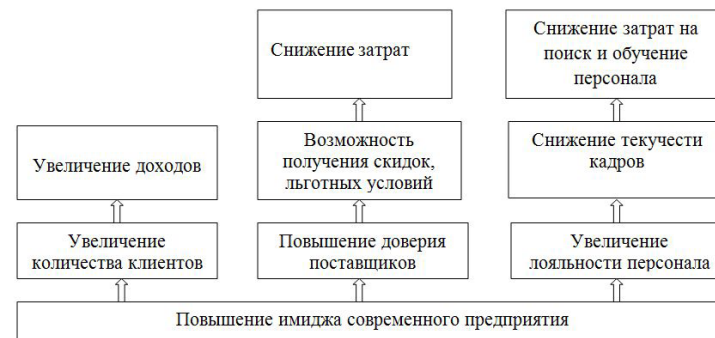 Снижение затрат
Снижение затрат на
поиск и обучение
персонала
Увеличение доходов
Возможность
получения скидок,
льготных условий
Снижение текучести
кадров
Увеличение
количества клиентов
Повышение доверия
поставщиков
Увеличение
лояльности персонала
Повышение имиджа современного предприятия